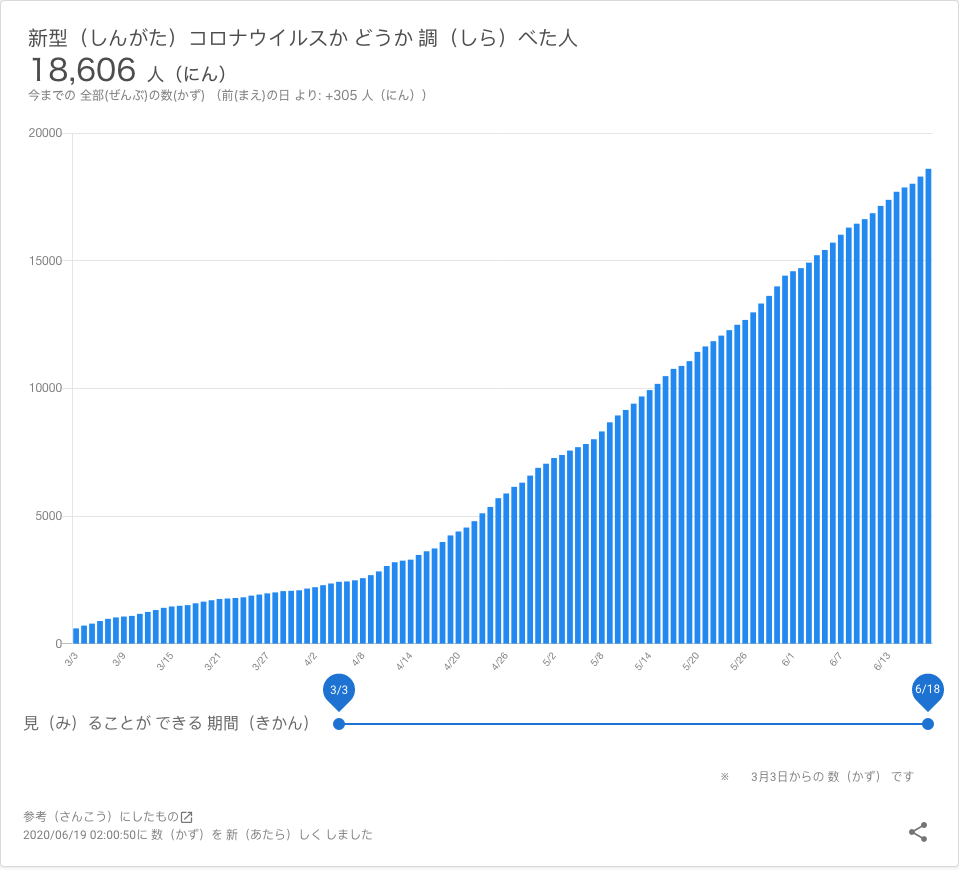 新型（しんがた）コロナウイルスか どうか 調（しら）べた人
18,606 人（にん）
今までの 全部(ぜんぶ)の数(かず) （前(まえ)の日 より: +305 人（にん））
20000
15000
10000
5000
0
3/3 3/9 3/15 3/21 3/27 4/2 4/8 4/14 4/20 4/26 5/2 5/8 5/14 5/20 5/26 6/1 6/7 6/13
3/3 6/18
見（み）ることが できる 期間（きかん）
※ 3月3日からの 数（かず） です
参考（さんこう）にしたもの
2020/06/19 02:00:50に 数（かず）を 新（あたら）しく しました